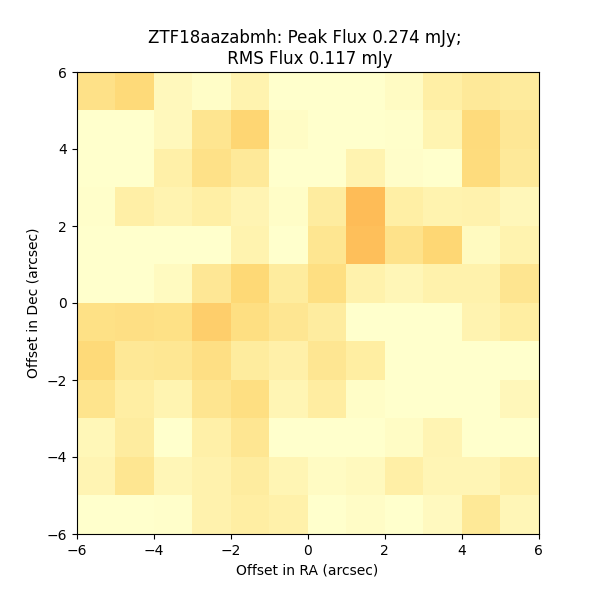 ZTF18aazabmh: Peak Flux 0.274 mJy;
RMS Flux 0.117 mJy
6
4
2
0
−2
−4
−6
Offset in Dec (arcsec)
−6 −4 −2 0 2 4 6
Offset in RA (arcsec)